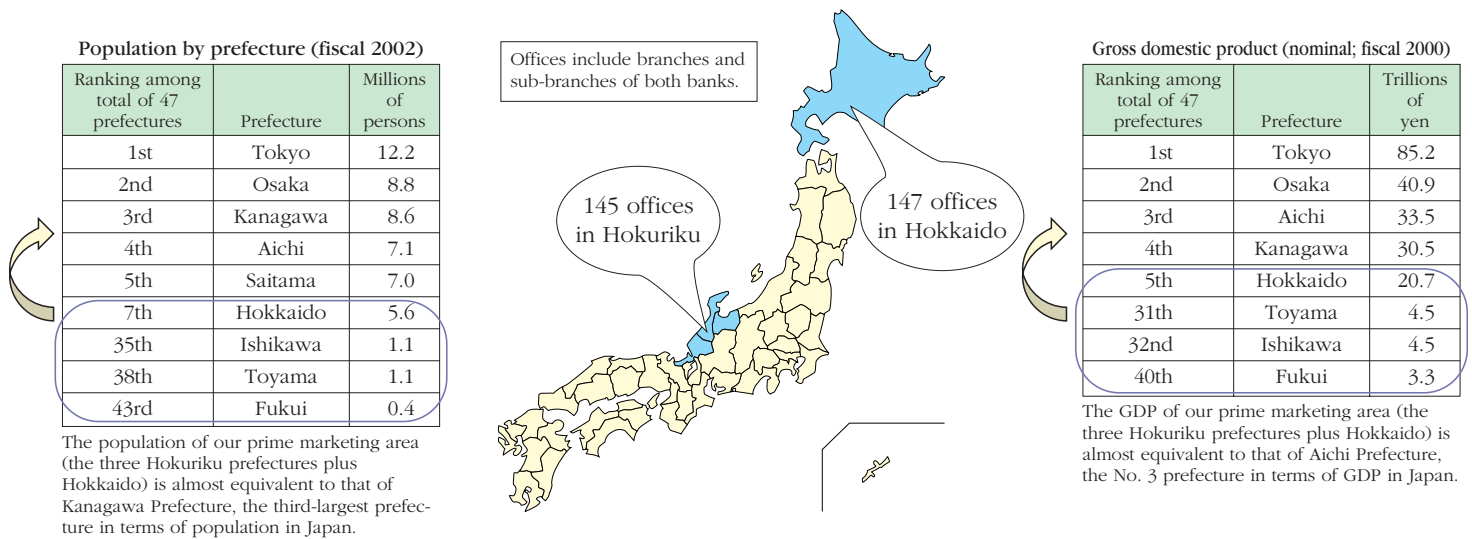 Population by prefecture (fiscal 2002)
Ranking among total of 47 prefectures Prefecture Millions of persons
1st Tokyo 12.2
2nd Osaka 8.8
3rd Kanagawa 8.6
4th Aichi 7.1
5th Saitama 7.0
7th Hokkaido 5.6
35th Ishikawa 1.1
38th Toyama 1.1
43rd Fukui 0.4
The population of our prime marketing area
(the three Hokuriku prefectures plus
Hokkaido) is almost equivalent to that of
Kanagawa Prefecture, the third-largest prefec-
ture in terms of population in Japan.
Offices include branches and
sub-branches of both banks.
145 offices
in Hokuriku
147 offices
in Hokkaido
Gross domestic product (nominal; fiscal 2000)
Ranking among total of 47 prefectures Prefecture Trillions of yen
1st Tokyo 85.2
2nd Osaka 40.9
3rd Aichi 33.5
4th Kanagawa 30.5
5th Hokkaido 20.7
31th Toyama 4.5
32nd Ishikawa 4.5
40th Fukui 3.3
The GDP of our prime marketing area (the
three Hokuriku prefectures plus Hokkaido) is
almost equivalent to that of Aichi Prefecture,
the No. 3 prefecture in terms of GDP in Japan.